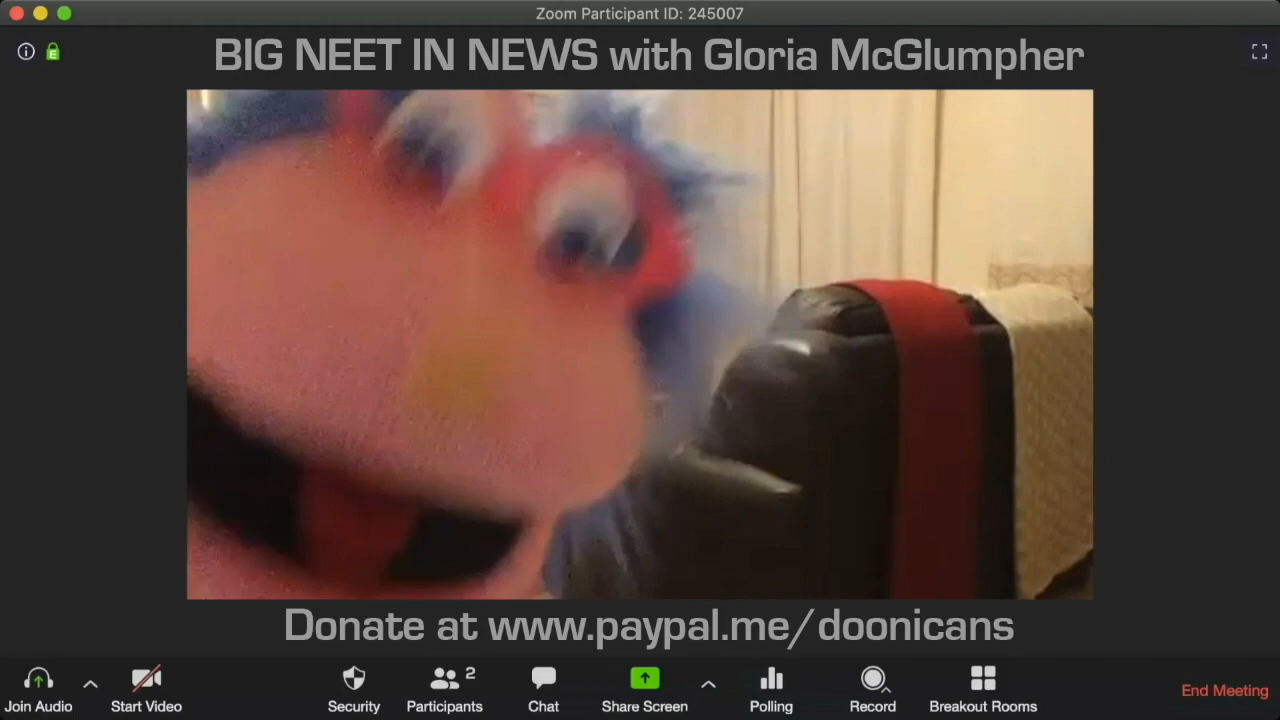 Zoom Participant ID: 245007
BIG NEET IN NEWS with Gloria McGlumpher
E
Donate at www.paypal.me/doonicans
Join Audio
Start Video
Security
Participants 2
Chat
Share Screen
Polling
Record
Breakout Rooms
End Meeting